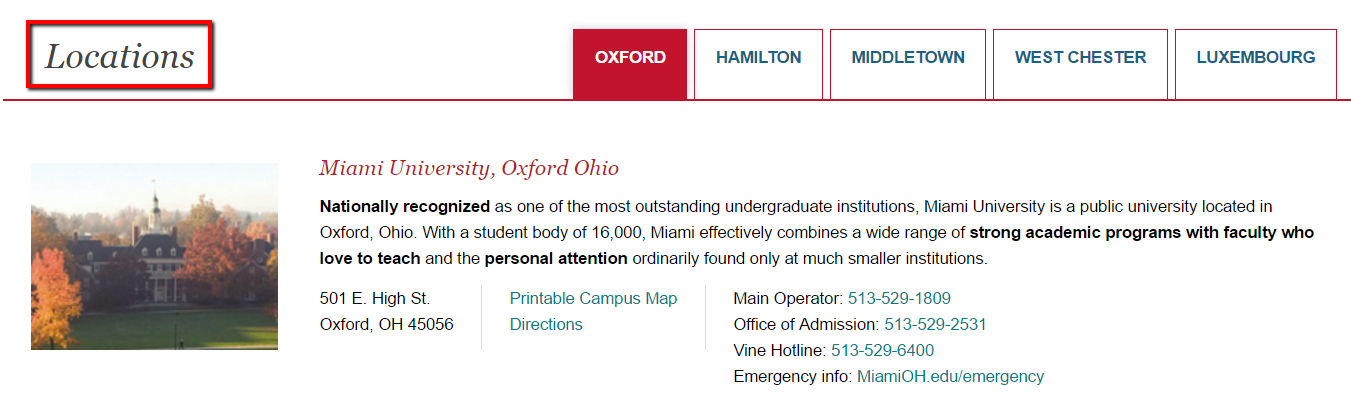 Locations
OXFORD
HAMILTON
MIDDLETOWN
WEST CHESTER
LUXEMBOURG
Miami University, Oxford Ohio
Nationally recognized as one of the most outstanding undergraduate institutions, Miami University is a public university located in
Oxford, Ohio. With a student body of 16,000, Miami effectively combines a wide range of strong academic programs with faculty who
love to teach and the personal attention ordinarily found only at much smaller institutions.
501 E. High St.
Oxford, OH 45056
Printable Campus Map
Directions
Main Operator: 513-529-1809
Office of Admission: 513-529-2531
Vine Hotline: 513-529-6400
Emergency info: MiamiOH.edu/emergency